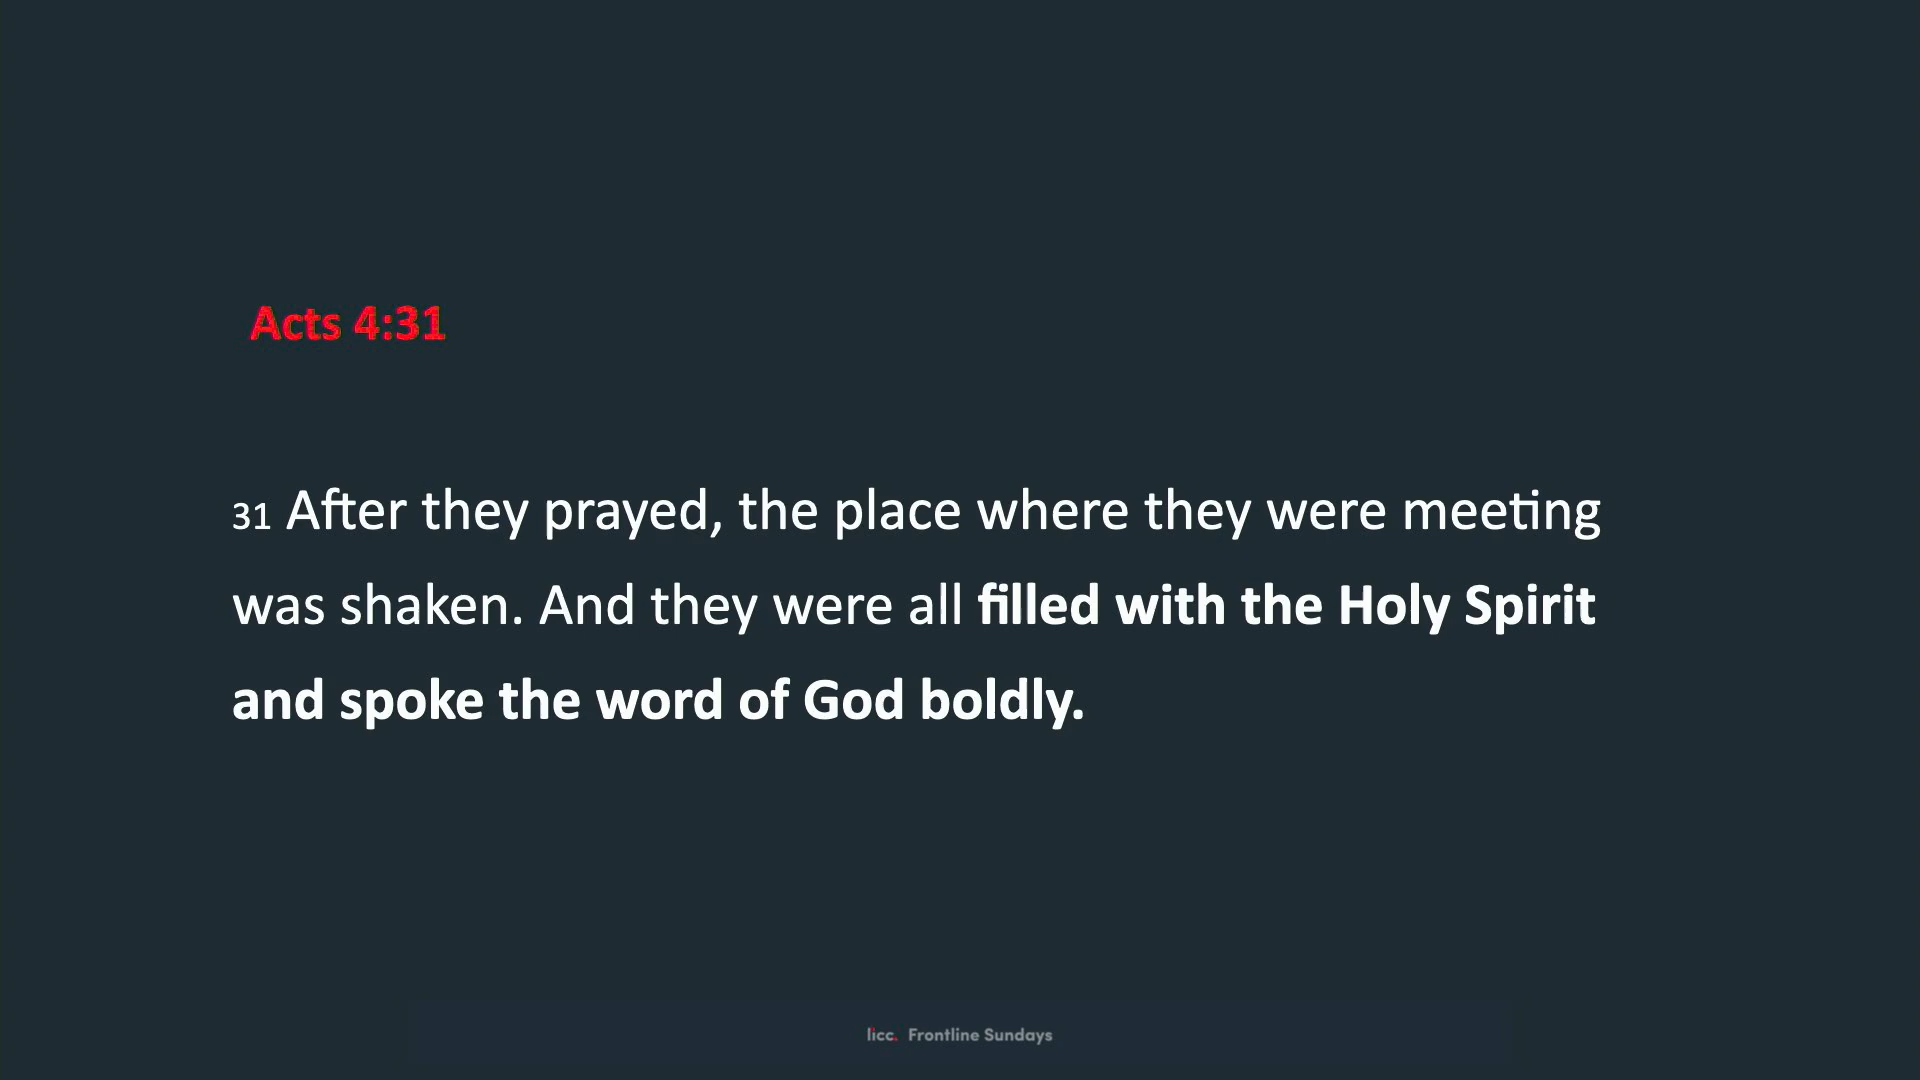 Acts 4:31
31 After they prayed, the place where they were meeting
was shaken. And they were all filled with the Holy Spirit
and spoke the word of God boldly.
licc. Frontline Sundays